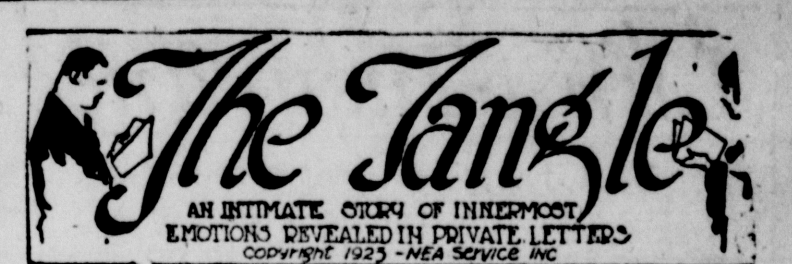 The Tangle
AN INTIMATE STORY OF INNERMOST
EMOTIONS REVEALED IN PRIVATE LETTERS
Copyright 1923 - NEA Service INC